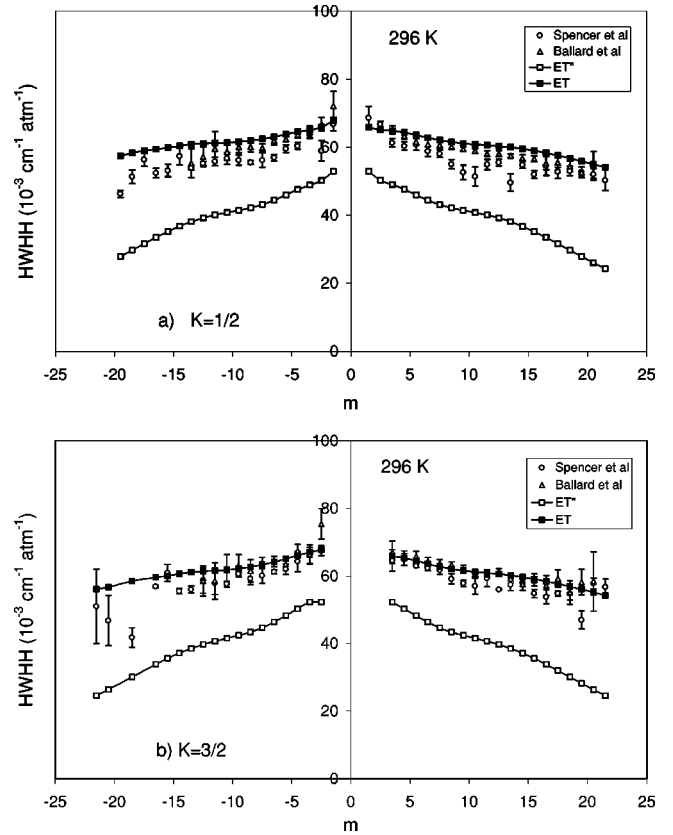 100
296 K
Spencer et al
Ballard et al
ET"
ET
80
60
40
20
0
HWHH (10⁻³ cm⁻¹ atm⁻¹)
a) K=1/2
-25 -20 -15 -10 -5 0 5 10 15 20 25
m
100
296 K
Spencer et al
Ballard et al
ET"
ET
80
60
40
20
0
HWHH (10⁻³ cm⁻¹ atm⁻¹)
b) K=3/2
-25 -20 -15 -10 -5 0 5 10 15 20 25
m